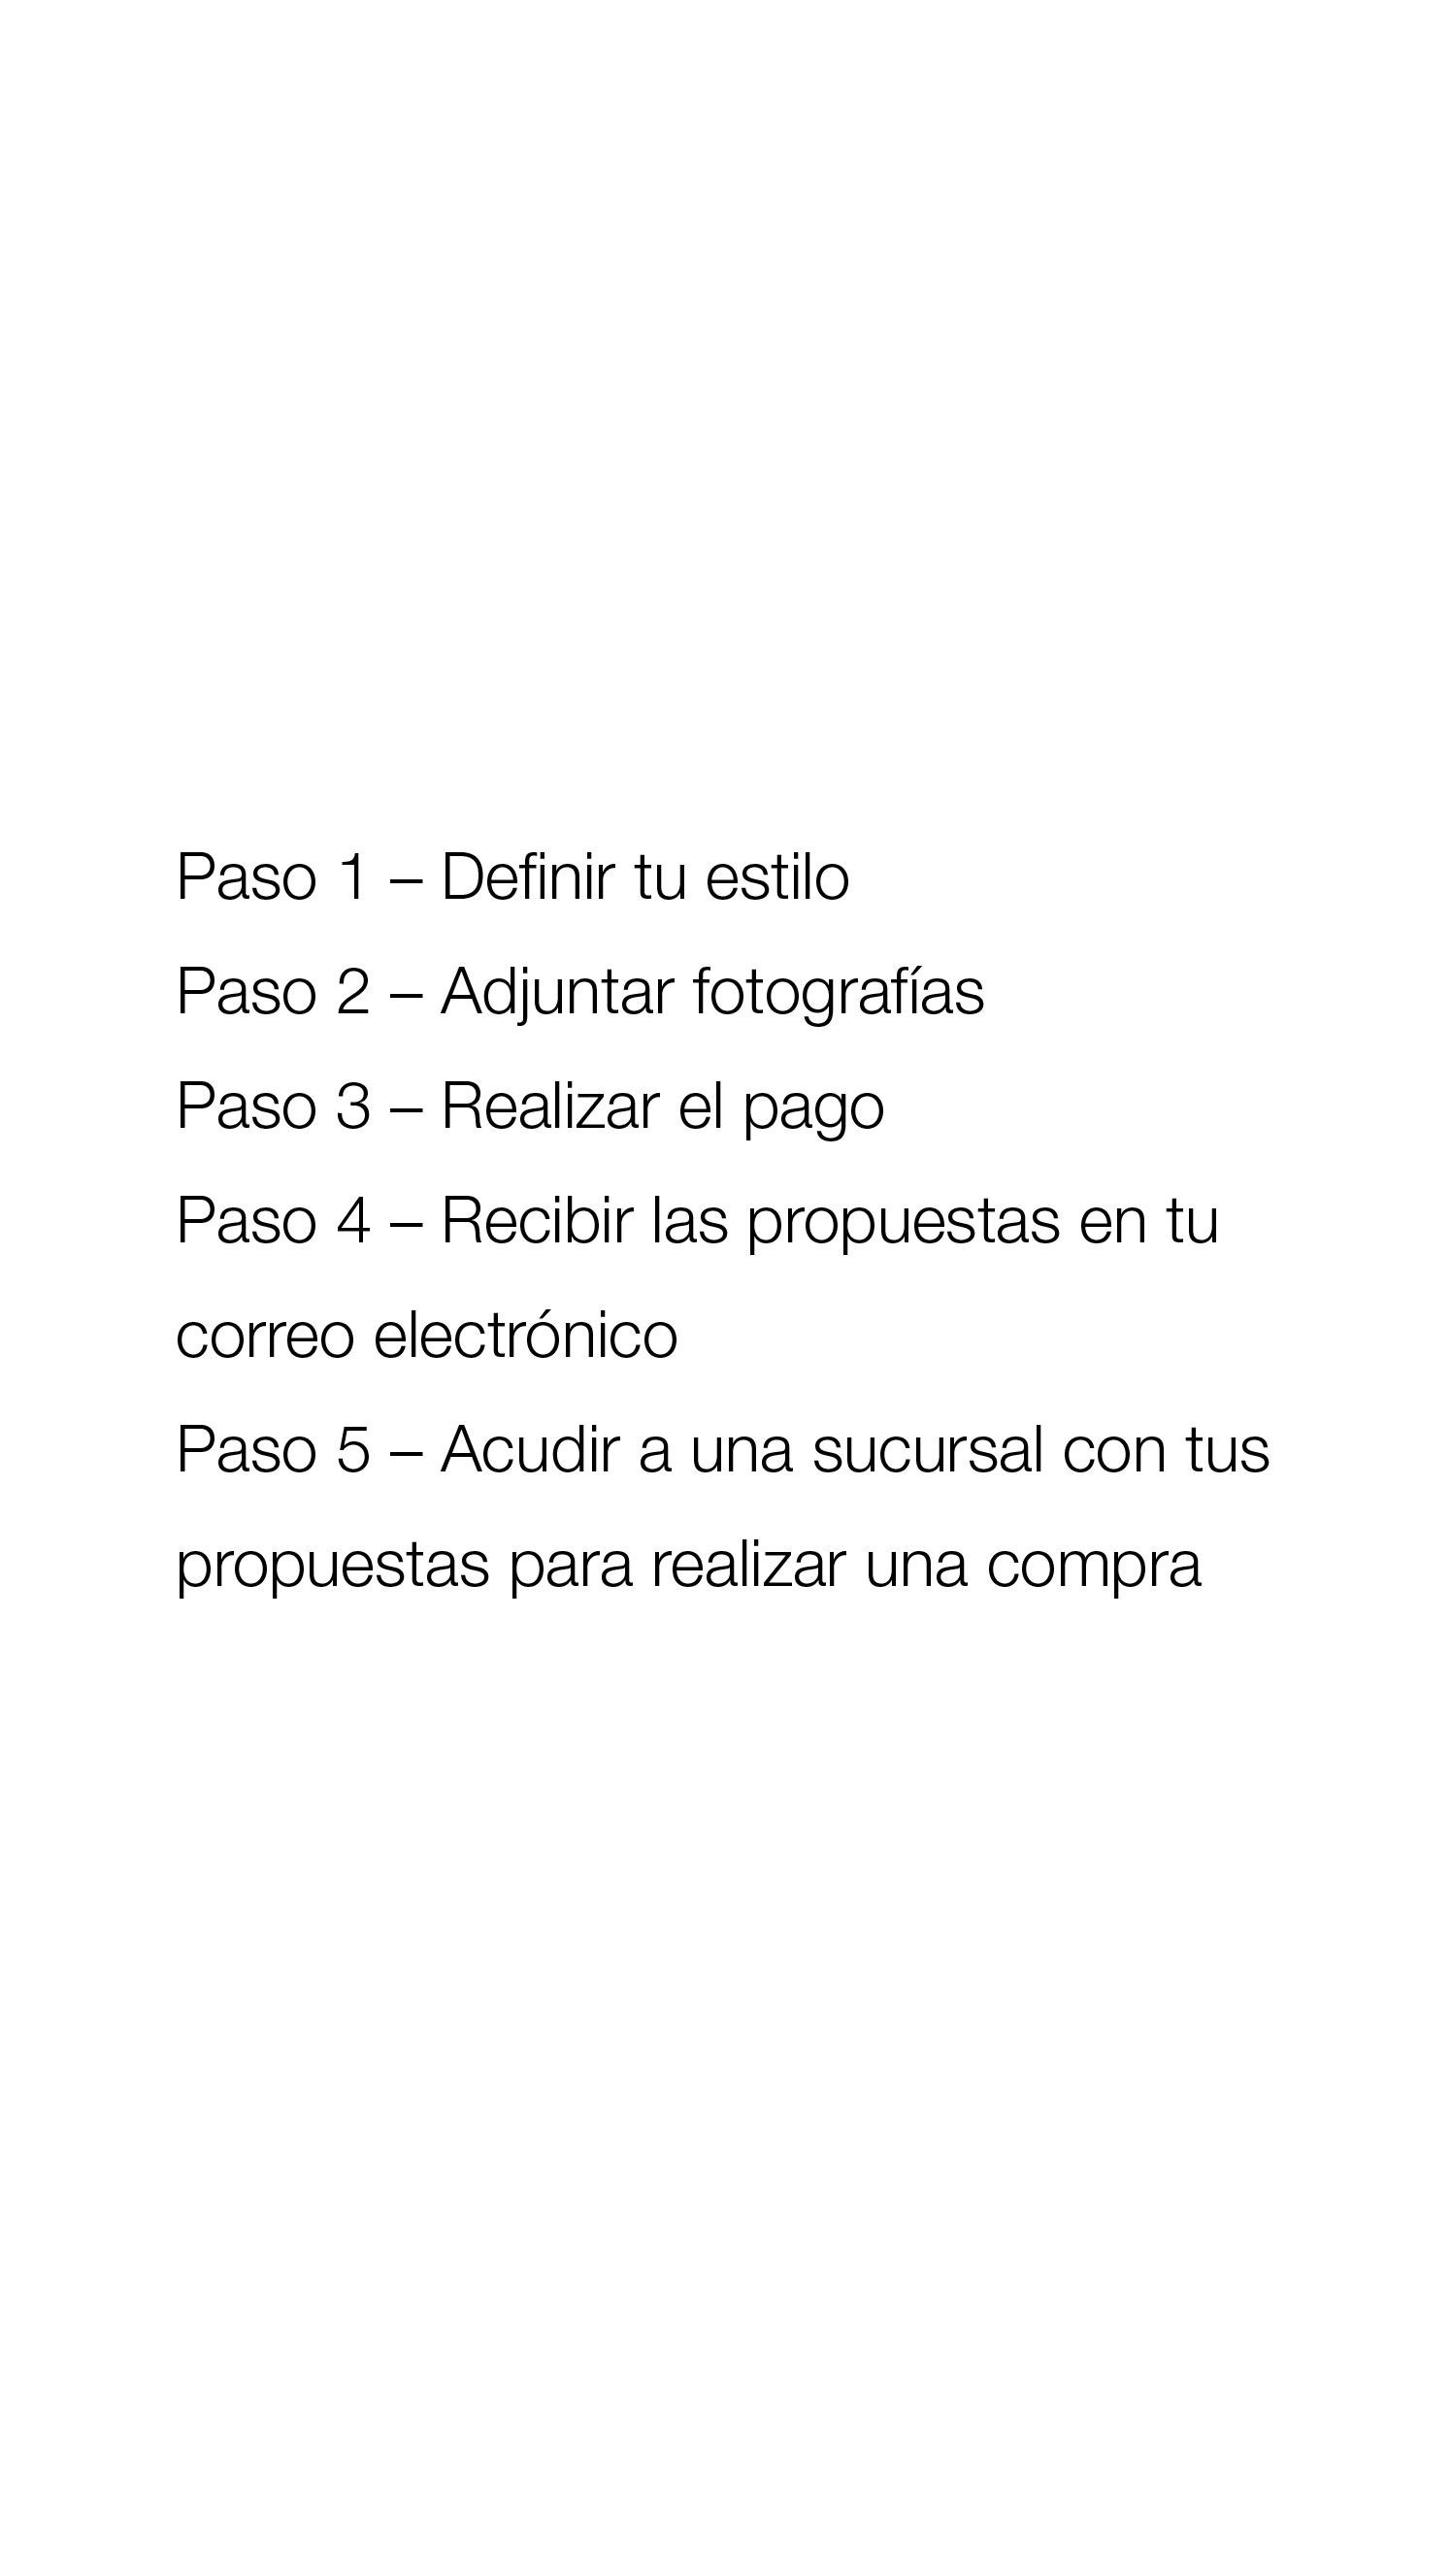 Paso 1 – Definir tu estilo
Paso 2 – Adjuntar fotografías
Paso 3 – Realizar el pago
Paso 4 – Recibir las propuestas en tu
correo electrónico
Paso 5 – Acudir a una sucursal con tus
propuestas para realizar una compra